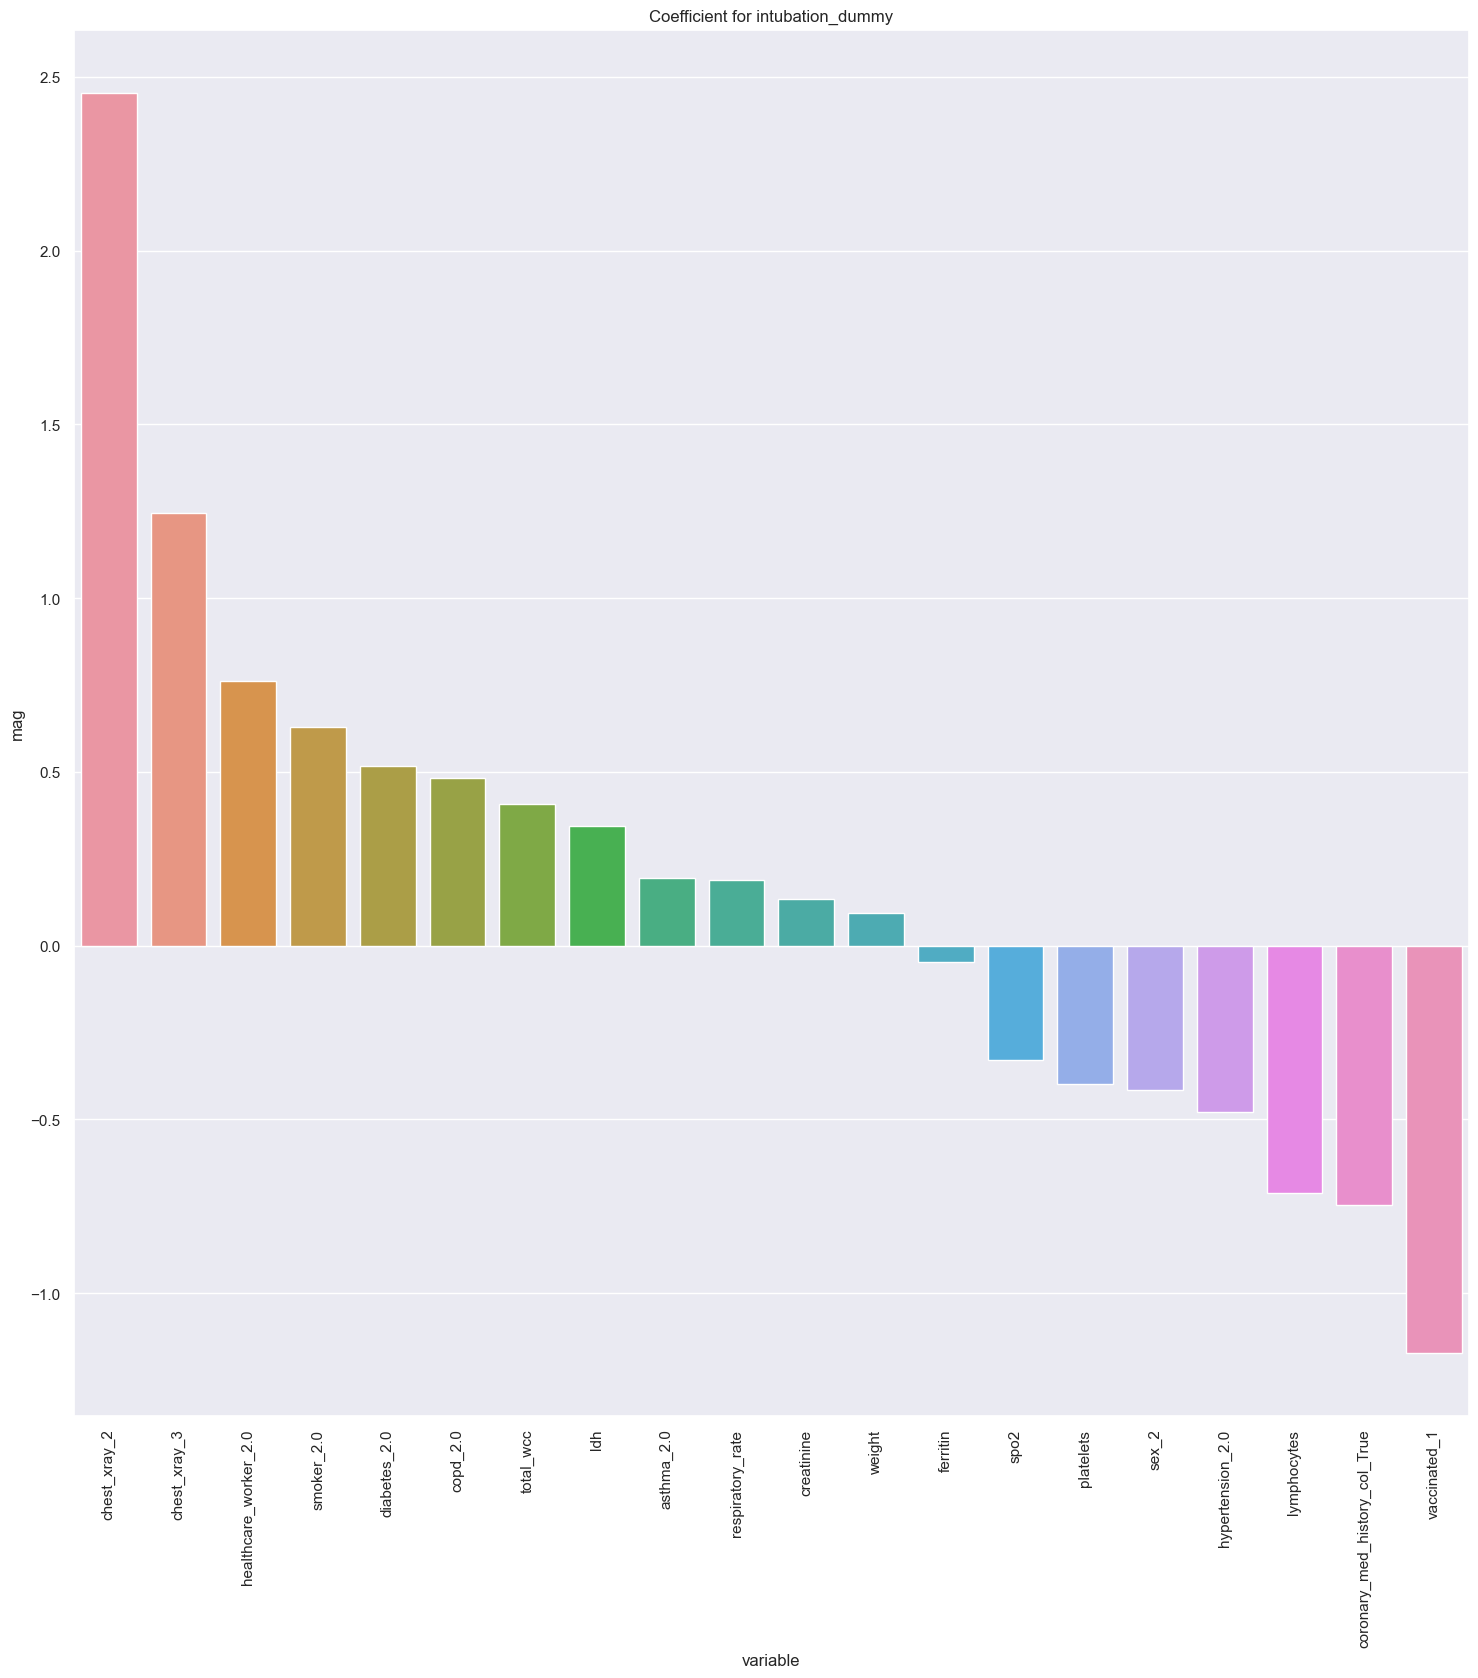 Coefficient for intubation_dummy
2.5
2.0
1.5
1.0
0.5
0.0
−0.5
−1.0
mag
chest_xray_2
chest_xray_3
healthcare_worker_2.0
smoker_2.0
diabetes_2.0
copd_2.0
total_wcc
ldh
asthma_2.0
respiratory_rate
creatinine
weight
ferritin
spo2
platelets
sex_2
hypertension_2.0
lymphocytes
coronary_med_history_col_True
vaccinated_1
variable